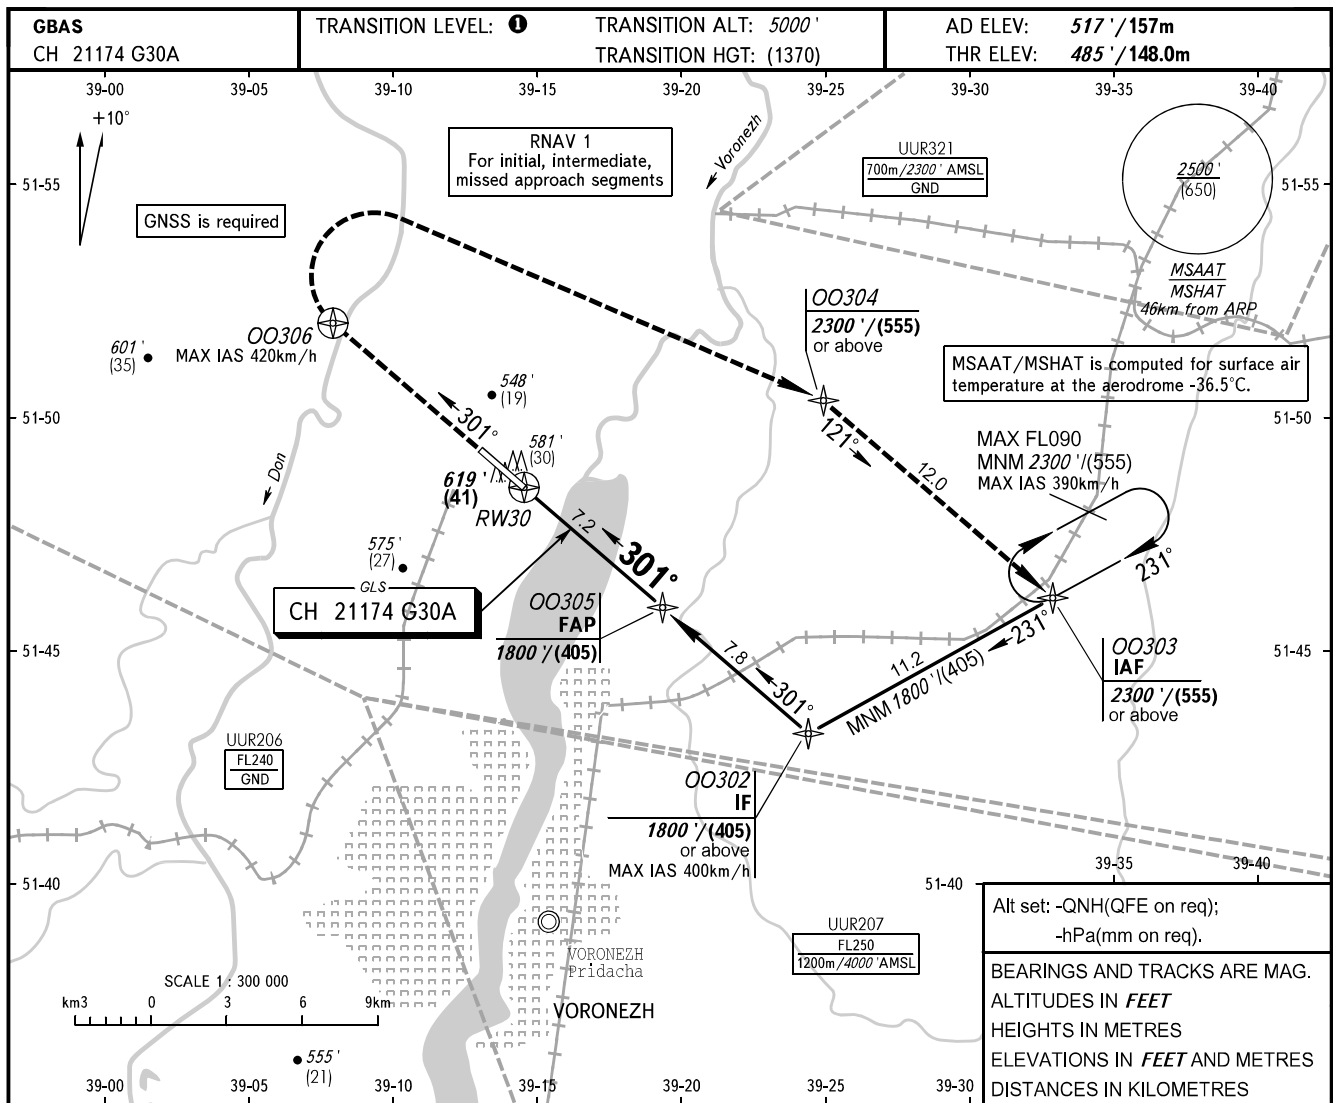 GBAS
CH 21174 G30A
TRANSITION LEVEL: ❶
TRANSITION ALT: 5000 '
TRANSITION HGT: (1370)
AD ELEV: 517 '/157m
THR ELEV: 485 '/148.0m
39-00 39-05 39-10 39-15 39-20 39-25 39-30 39-35 39-40
+10°
RNAV 1
For initial, intermediate,
missed approach segments
Voronezh
UUR321
700m/2300 ' AMSL
GND
2500 '
(650)
51-55
51-55
GNSS is required
MSAAT
MSHAT
46km from ARP
OO304
2300 '/(555)
or above
OO306
MAX IAS 420km/h
601 '
(35)
MSAAT/MSHAT is computed for surface air
temperature at the aerodrome -36.5°C.
548 '
(19)
51-50
51-50
301°
121°
581 '
(30)
MAX FL090
MNM 2300 '/(555)
MAX IAS 390km/h
Don
619 '
(41)
12.0
RW30
7.2
575 '
(27)
301°
231°
GLS
CH 21174 G30A
OO305
FAP
1800 '/(405)
231°
51-45
51-45
7.8
11.2
MNM 1800 '/(405)
OO303
IAF
2300 '/(555)
or above
301°
UUR206
FL240
GND
OO302
IF
1800 '/(405)
or above
MAX IAS 400km/h
39-35 39-40
51-40
51-40
Alt set: -QNH(QFE on req);
-hPa(mm on req).
UUR207
FL250
1200m/4000 'AMSL
VORONEZH
Pridacha
VORONEZH
SCALE 1 : 300 000
km3 0 3 6 9km
BEARINGS AND TRACKS ARE MAG.
ALTITUDES IN FEET
HEIGHTS IN METRES
ELEVATIONS IN FEET AND METRES
DISTANCES IN KILOMETRES
555 '
(21)
39-00 39-05 39-10 39-15 39-20 39-25 39-30